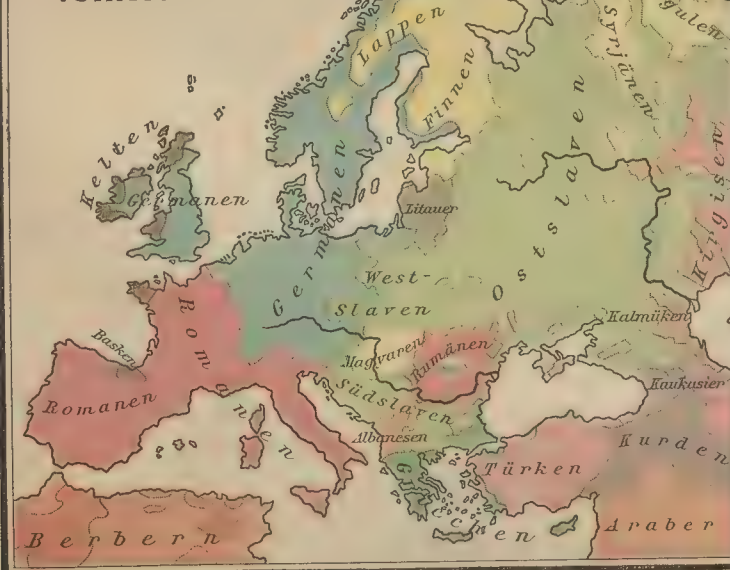 Lappen
Finnen
Syrjänen
Kelten
Germanen
Germanen
Litauer
Ostslaven
Kirgisen
West-
Slaven
Romanen
Basken
Romanen
Magyaren
Rumänen
Kalmüken
Südslaven
Kaukasier
Albanesen
Kurden
Griechen
Türken
Berbern
Araber